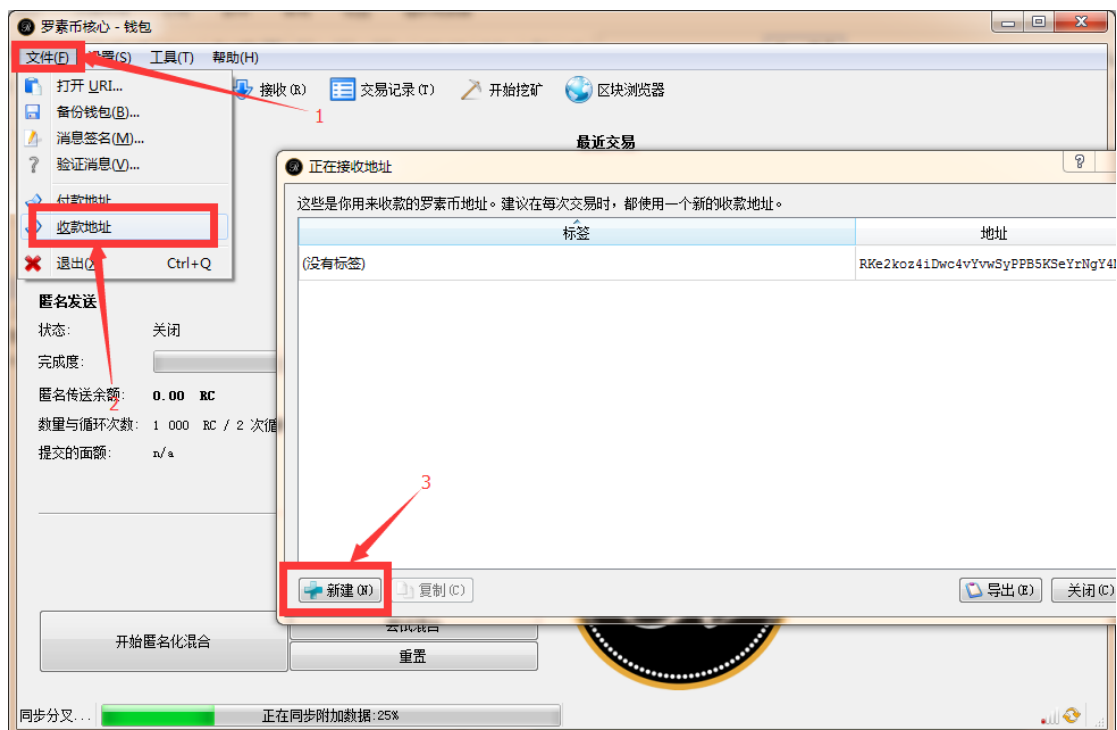 罗素币核心 - 钱包
文件(F) 设置(S) 工具(T) 帮助(H)
打开 URI...
备份钱包(B)...
消息签名(M)...
验证消息(V)...
付款地址
收款地址
退出(X) Ctrl+Q
接收(R) 交易记录(T) 开始挖矿 区块浏览器
1
最近交易
正在接收地址
这些是你用来收款的罗素币地址。建议在每次交易时，都使用一个新的收款地址。
标签 地址
(没有标签) RKe2koz4iDwc4vYvwSyPPB5KSeYrNgY4
匿名发送
状态: 关闭
完成度:
匿名传送余额: 0.00 RC
2
数量与循环次数: 1 000 RC / 2 次循
提交的面额: n/a
3
新建(N) 复制(C) 导出(E) 关闭(C)
开始匿名化混合 尝试混合
重置
同步分叉... 正在同步附加数据:25%